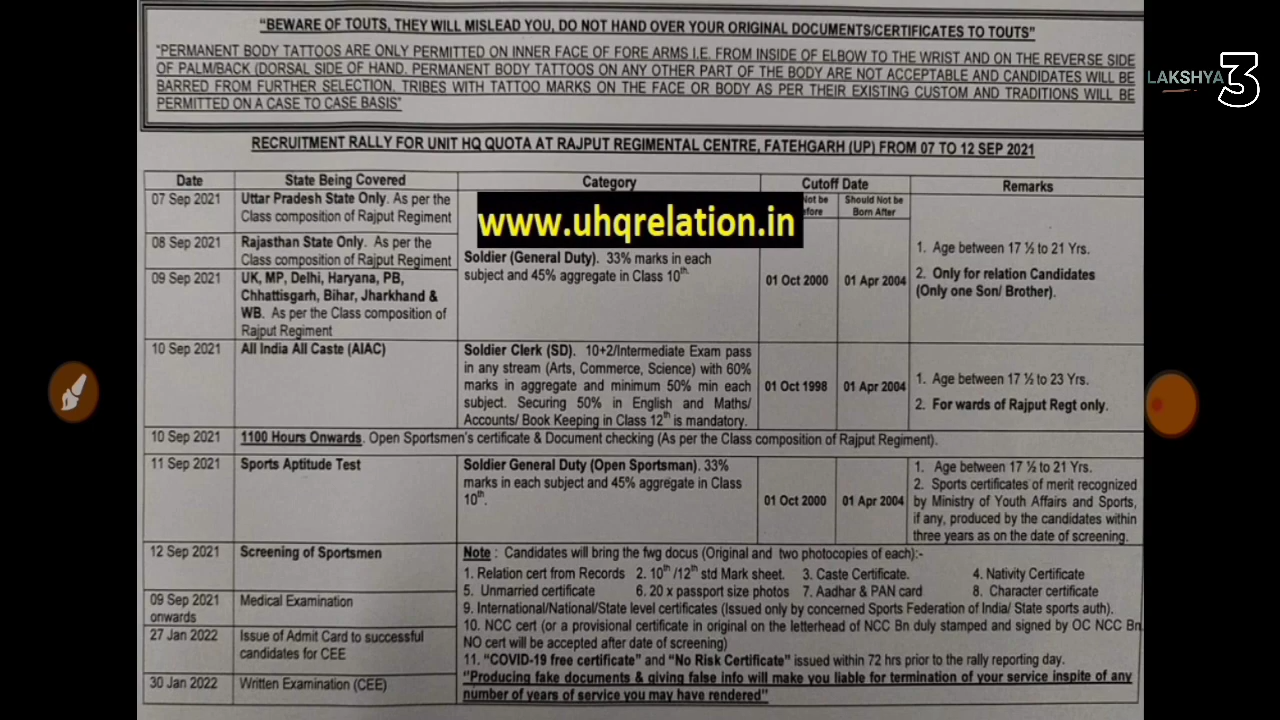 "BEWARE OF TOUTS, THEY WILL MISLEAD YOU, DO NOT HAND OVER YOUR ORIGINAL DOCUMENTS/CERTIFICATES TO TOUTS"
"PERMANENT BODY TATTOOS ARE ONLY PERMITTED ON INNER FACE OF FORE ARMS I.E. FROM INSIDE OF ELBOW TO THE WRIST AND ON THE REVERSE SIDE
OF PALM/BACK (DORSAL SIDE OF HAND. PERMANENT BODY TATTOOS ON ANY OTHER PART OF THE BODY ARE NOT ACCEPTABLE AND CANDIDATES WILL BE
BARRED FROM FURTHER SELECTION. TRIBES WITH TATTOO MARKS ON THE FACE OR BODY AS PER THEIR EXISTING CUSTOM AND TRADITIONS WILL BE
PERMITTED ON A CASE TO CASE BASIS"
LAKSHYA 3
RECRUITMENT RALLY FOR UNIT HQ QUOTA AT RAJPUT REGIMENTAL CENTRE, FATEHGARH (UP) FROM 07 TO 12 SEP 2021
Date State Being Covered Category Cutoff Date Remarks
Not be
fore
Should Not be
Born After
www.uhqrelation.in
07 Sep 2021 Uttar Pradesh State Only. As per the
Class composition of Rajput Regiment
08 Sep 2021 Rajasthan State Only. As per the
Class composition of Rajput Regiment
09 Sep 2021 UK, MP, Delhi, Haryana, PB,
Chhattisgarh, Bihar, Jharkhand &
WB. As per the Class composition of
Rajput Regiment
Soldier (General Duty). 33% marks in each
subject and 45% aggregate in Class 10th.
01 Oct 2000 01 Apr 2004
1. Age between 17 ½ to 21 Yrs.
2. Only for relation Candidates
(Only one Son/ Brother).
10 Sep 2021 All India All Caste (AIAC)
Soldier Clerk (SD). 10+2/Intermediate Exam pass
in any stream (Arts, Commerce, Science) with 60%
marks in aggregate and minimum 50% min each
subject. Securing 50% in English and Maths/
Accounts/ Book Keeping in Class 12th is mandatory.
01 Oct 1998 01 Apr 2004
1. Age between 17 ½ to 23 Yrs.
2. For wards of Rajput Regt only.
10 Sep 2021 1100 Hours Onwards. Open Sportsmen's certificate & Document checking (As per the Class composition of Rajput Regiment).
11 Sep 2021 Sports Aptitude Test
Soldier General Duty (Open Sportsman). 33%
marks in each subject and 45% aggregate in Class
10th.
01 Oct 2000 01 Apr 2004
1. Age between 17 ½ to 21 Yrs.
2. Sports certificates of merit recognized
by Ministry of Youth Affairs and Sports,
if any, produced by the candidates within
three years as on the date of screening.
12 Sep 2021 Screening of Sportsmen
09 Sep 2021
onwards
Medical Examination
27 Jan 2022 Issue of Admit Card to successful
candidates for CEE
30 Jan 2022 Written Examination (CEE)
Note : Candidates will bring the fwg docus (Original and two photocopies of each):-
1. Relation cert from Records 2. 10th /12th std Mark sheet. 3. Caste Certificate. 4. Nativity Certificate
5. Unmarried certificate 6. 20 x passport size photos 7. Aadhar & PAN card 8. Character certificate
9. International/National/State level certificates (Issued only by concerned Sports Federation of India/ State sports auth).
10. NCC cert (or a provisional certificate in original on the letterhead of NCC Bn duly stamped and signed by OC NCC Bn
NO cert will be accepted after date of screening)
11. "COVID-19 free certificate" and "No Risk Certificate" issued within 72 hrs prior to the rally reporting day.
"Producing fake documents & giving false info will make you liable for termination of your service inspite of any
number of years of service you may have rendered"